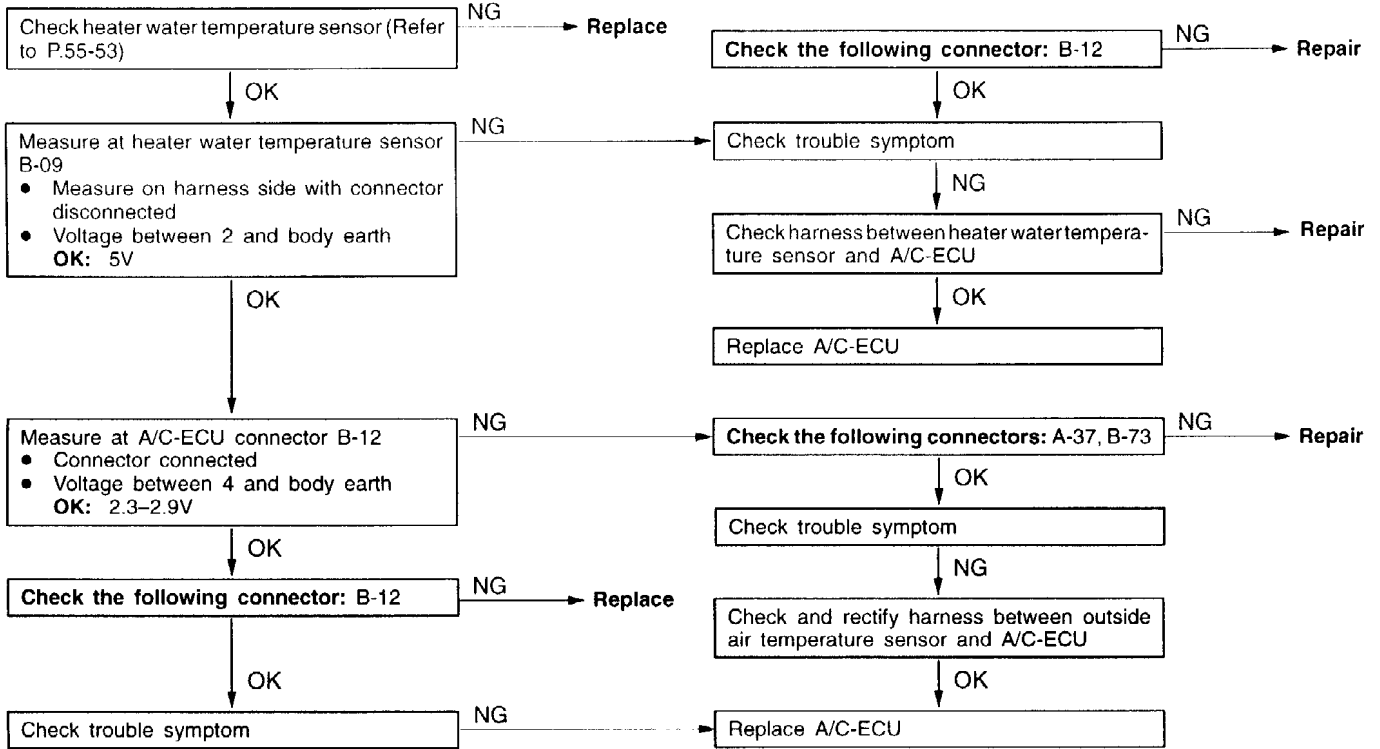 Check heater water temperature sensor (Refer
to P.55-53)
NG
Replace
OK
Measure at heater water temperature sensor
B-09
● Measure on harness side with connector
disconnected
● Voltage between 2 and body earth
OK: 5V
NG
OK
Check the following connector: B-12
NG
Repair
OK
Check trouble symptom
NG
Check harness between heater water tempera-
ture sensor and A/C-ECU
NG
Repair
OK
Replace A/C-ECU
Measure at A/C-ECU connector B-12
● Connector connected
● Voltage between 4 and body earth
OK: 2.3–2.9V
NG
OK
Check the following connectors: A-37, B-73
NG
Repair
OK
Check trouble symptom
NG
Check and rectify harness between outside
air temperature sensor and A/C-ECU
OK
Check the following connector: B-12
NG
Replace
OK
Check trouble symptom
NG
Replace A/C-ECU